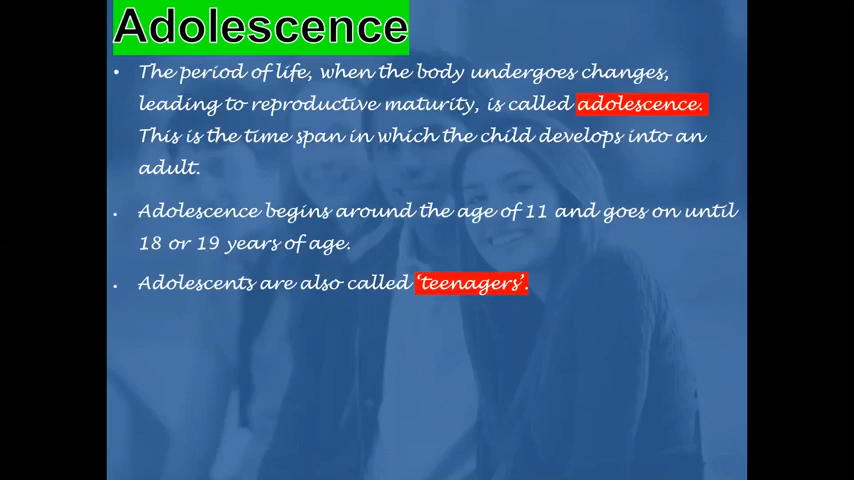 Adolescence
• The period of life, when the body undergoes changes,
leading to reproductive maturity, is called adolescence.
This is the time span in which the child develops into an
adult.
• Adolescence begins around the age of 11 and goes on until
18 or 19 years of age.
• Adolescents are also called ‘teenagers’.